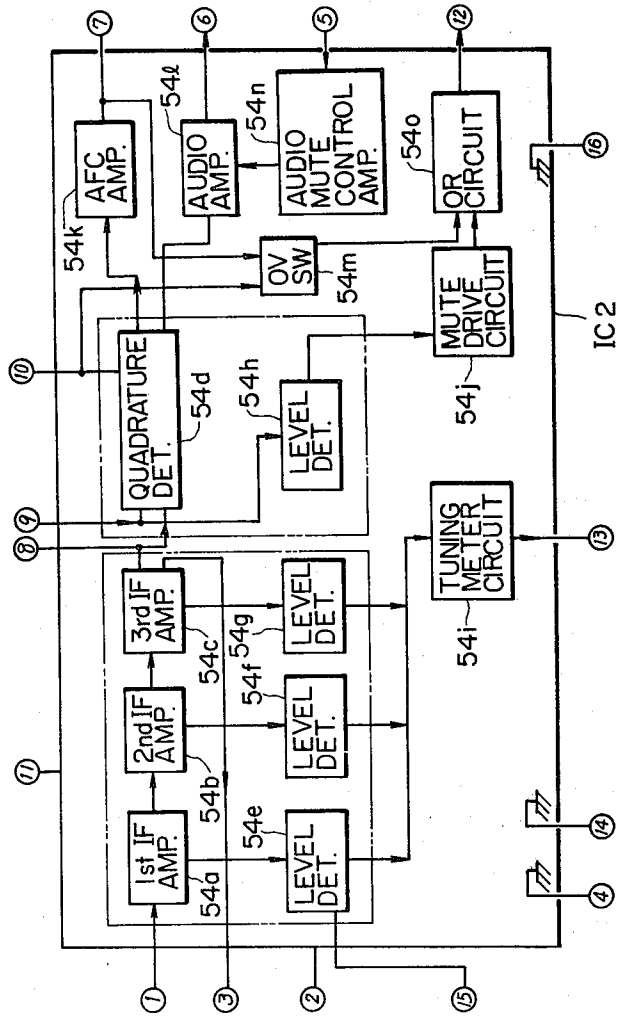 11
8
9
10
7
6
5
12
1
3
2
15
4
14
13
16
1st IF
AMP.
54a
2nd IF
AMP.
54b
3rd IF
AMP.
54c
QUADRATURE
DET.
54d
AFC
AMP.
54k
AUDIO
AMP.
54l
LEVEL
DET.
54e
LEVEL
DET.
54f
LEVEL
DET.
54g
LEVEL
DET.
54h
OV
SW
54m
AUDIO
MUTE
CONTROL
AMP.
54n
TUNING
METER
CIRCUIT
54i
MUTE
DRIVE
CIRCUIT
54j
OR
CIRCUIT
54o
IC2